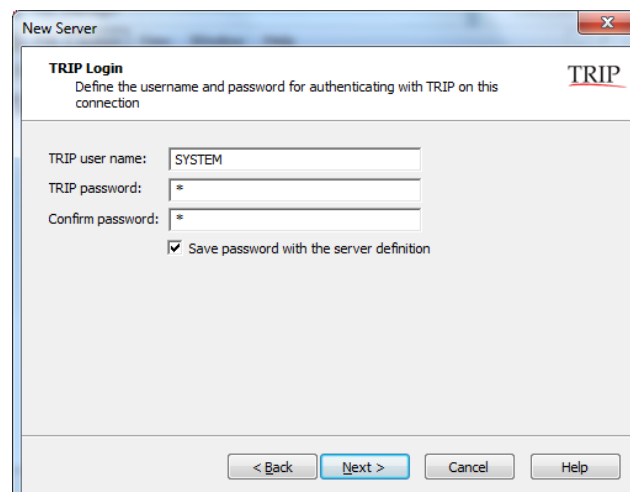 New Server
TRIP Login
Define the username and password for authenticating with TRIP on this
connection
TRIP
TRIP user name: SYSTEM
TRIP password: *
Confirm password: *
Save password with the server definition
< Back Next > Cancel Help